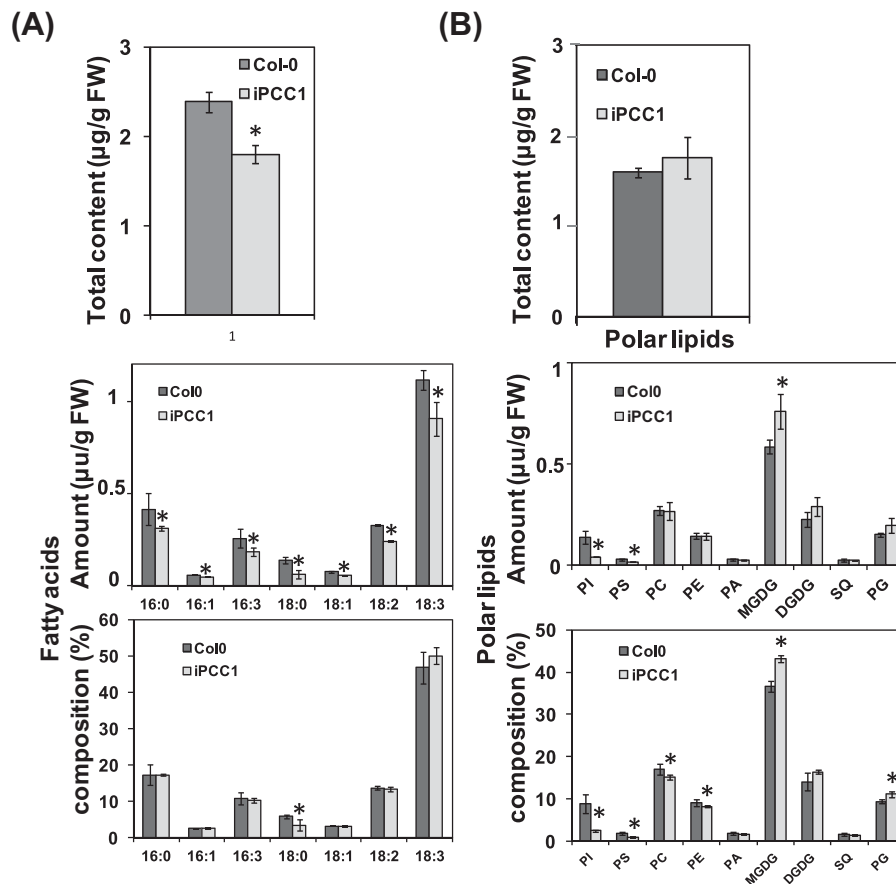 (A)
Total content (µg/g FW)
3
2
1
0
Col-0
iPCC1
*
1
Fatty acids
Amount (µu/g FW)
1
0.5
0
Col0
iPCC1
* * * * * * *
16:0 16:1 16:3 18:0 18:1 18:2 18:3
composition (%)
60
50
40
30
20
10
0
Col0
iPCC1
*
16:0 16:1 16:3 18:0 18:1 18:2 18:3
(B)
Total content (µg/g FW)
3
2
1
0
Col-0
iPCC1
Polar lipids
Polar lipids
Amount (µu/g FW)
1
0.5
0
Col0
iPCC1
* * *
PI PS PC PE PA MGDG DGDG SQ PG
composition (%)
50
40
30
20
10
0
Col0
iPCC1
* * * * * *
PI PS PC PE PA MGDG DGDG SQ PG